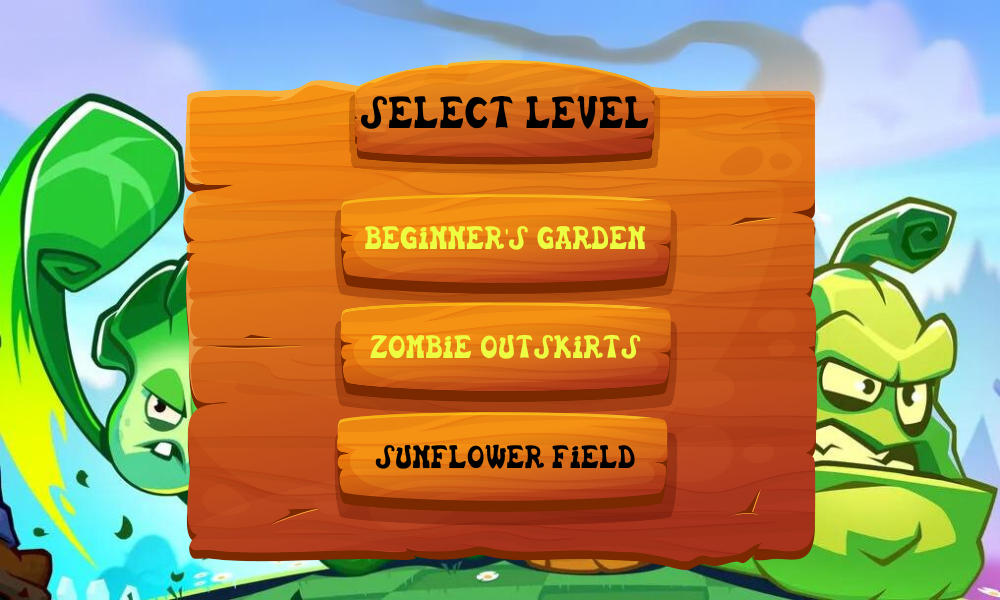 SELECT LEVEL
BEGINNER'S GARDEN
ZOMBIE OUTSKIRTS
SUNFLOWER FIELD